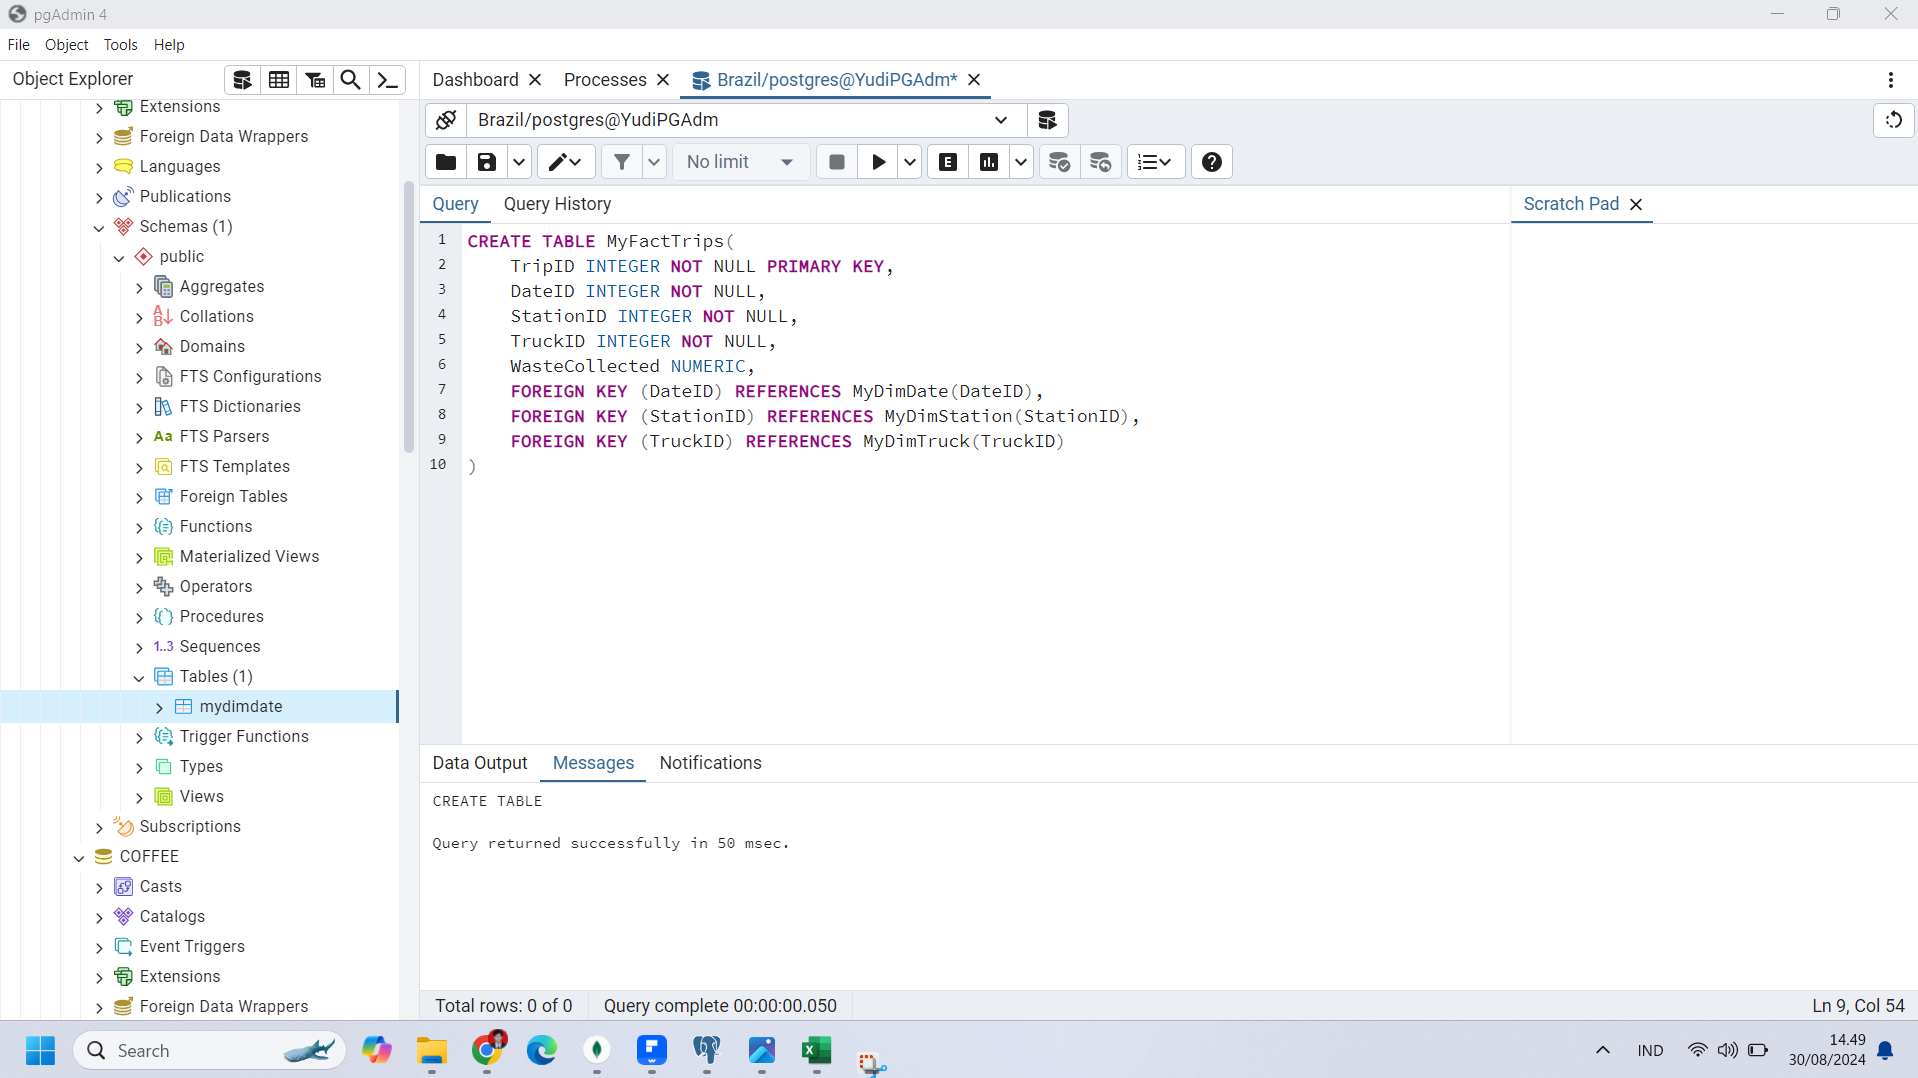 pgAdmin 4
File Object Tools Help
Object Explorer
Dashboard Processes Brazil/postgres@YudiPGAdm*
Brazil/postgres@YudiPGAdm
No limit
E
Query Query History
Scratch Pad
Extensions
Foreign Data Wrappers
Languages
Publications
Schemas (1)
public
Aggregates
Collations
Domains
FTS Configurations
FTS Dictionaries
Aa FTS Parsers
FTS Templates
Foreign Tables
Functions
Materialized Views
Operators
Procedures
1..3 Sequences
Tables (1)
mydimdate
Trigger Functions
Types
Views
Subscriptions
COFFEE
Casts
Catalogs
Event Triggers
Extensions
Foreign Data Wrappers
1 CREATE TABLE MyFactTrips(
2 TripID INTEGER NOT NULL PRIMARY KEY,
3 DateID INTEGER NOT NULL,
4 StationID INTEGER NOT NULL,
5 TruckID INTEGER NOT NULL,
6 WasteCollected NUMERIC,
7 FOREIGN KEY (DateID) REFERENCES MyDimDate(DateID),
8 FOREIGN KEY (StationID) REFERENCES MyDimStation(StationID),
9 FOREIGN KEY (TruckID) REFERENCES MyDimTruck(TruckID)
10 )
Data Output Messages Notifications
CREATE TABLE
Query returned successfully in 50 msec.
Total rows: 0 of 0 Query complete 00:00:00.050 Ln 9, Col 54
Search
IND
14.49
30/08/2024